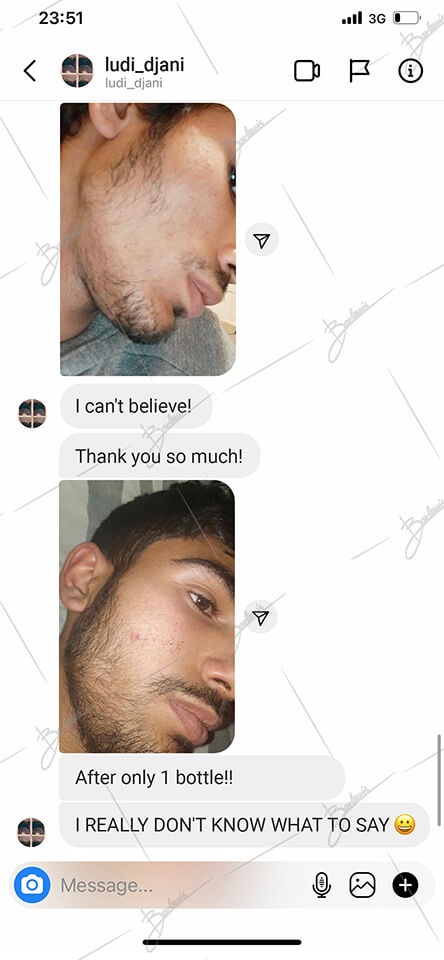 23:51
3G
ludi_djani
ludi_djani
I can't believe!
Thank you so much!
After only 1 bottle!!
I REALLY DON'T KNOW WHAT TO SAY 😀
Message...